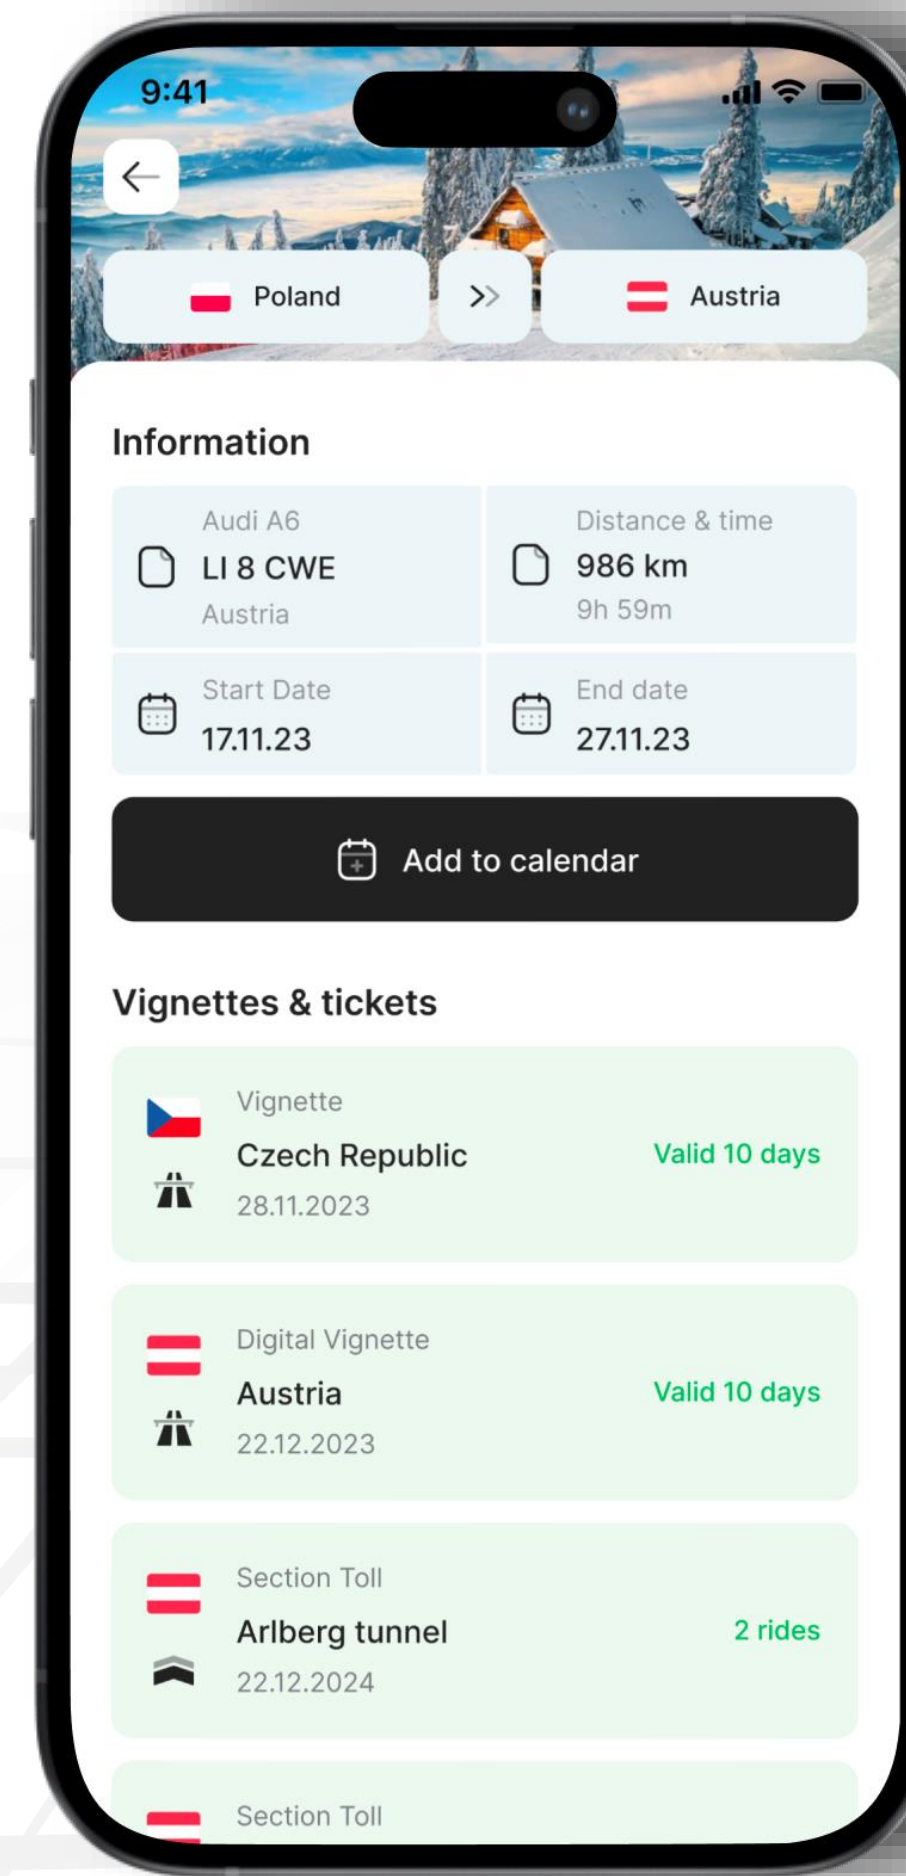 9:41
Poland
Austria
Information
Audi A6
LI 8 CWE
Austria
Distance & time
986 km
9h 59m
Start Date
17.11.23
End date
27.11.23
Add to calendar
Vignettes & tickets
Vignette
Czech Republic
28.11.2023
Valid 10 days
Digital Vignette
Austria
22.12.2023
Valid 10 days
Section Toll
Arlberg tunnel
22.12.2024
2 rides
Section Toll